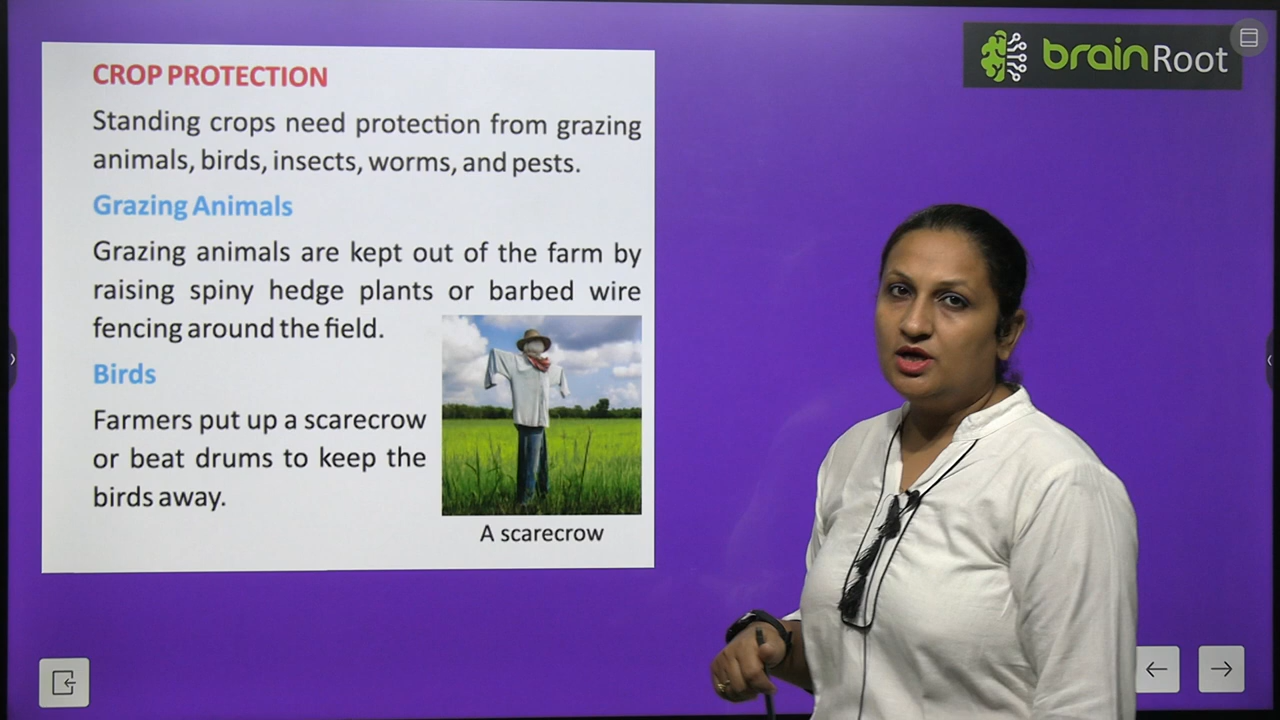 CROP PROTECTION
Standing crops need protection from grazing
animals, birds, insects, worms, and pests.
Grazing Animals
Grazing animals are kept out of the farm by
raising spiny hedge plants or barbed wire
fencing around the field.
Birds
Farmers put up a scarecrow
or beat drums to keep the
birds away.
A scarecrow
brainRoot